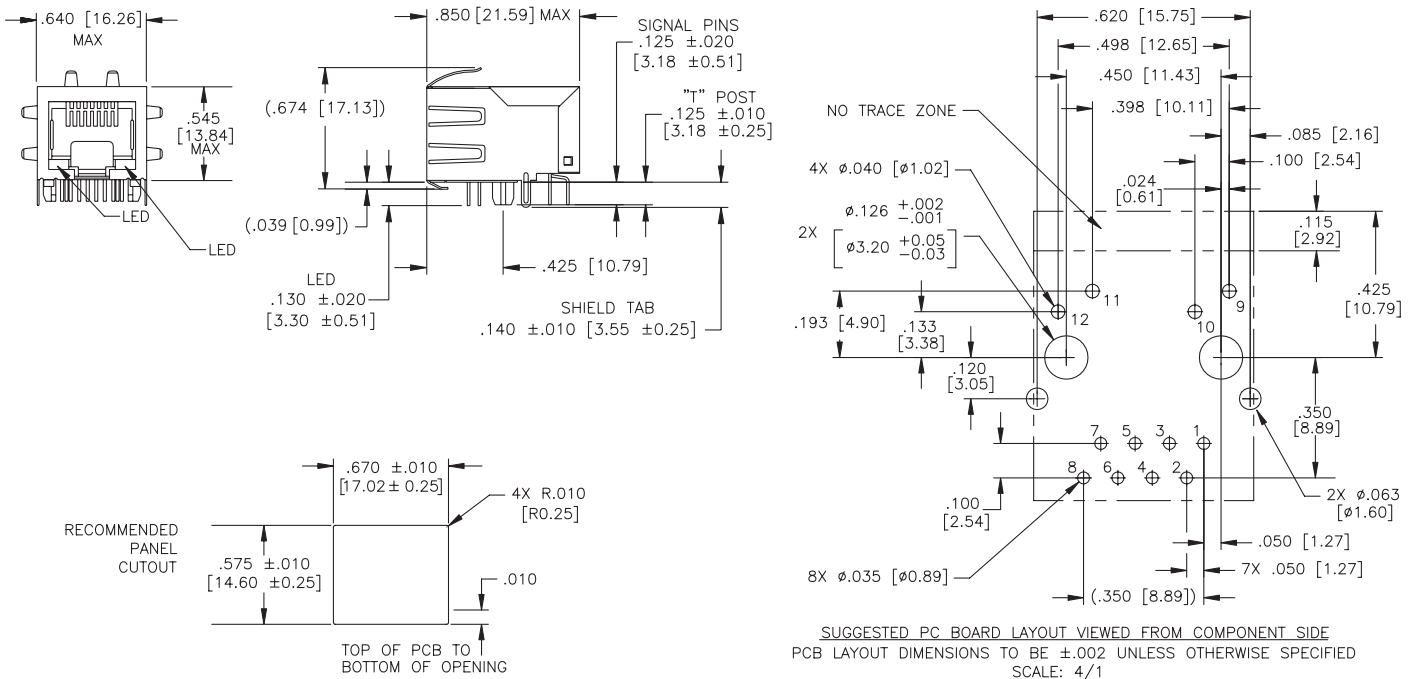 .640 [16.26]
MAX
.545
[13.84]
MAX
LED
LED
.850 [21.59] MAX
(.674 [17.13])
(.039 [0.99])
SIGNAL PINS
.125 ±.020
[3.18 ±0.51]
"T" POST
.125 ±.010
[3.18 ±0.25]
.425 [10.79]
LED
.130 ±.020
[3.30 ±0.51]
SHIELD TAB
.140 ±.010 [3.55 ±0.25]
RECOMMENDED
PANEL
CUTOUT
.670 ±.010
[17.02± 0.25]
4X R.010
[R0.25]
.575 ±.010
[14.60 ±0.25]
.010
TOP OF PCB TO
BOTTOM OF OPENING
.620 [15.75]
.498 [12.65]
.450 [11.43]
.398 [10.11]
NO TRACE ZONE
.085 [2.16]
.100 [2.54]
4X ø.040 [ø1.02]
.024
[0.61]
2X
ø.126 +.002 -.001
[ø3.20 +0.05 -0.03]
.115
[2.92]
.425
[10.79]
11
9
12
10
.193 [4.90]
.133
[3.38]
.120
[3.05]
.350
[8.89]
7 5 3 1
8 6 4 2
.100
[2.54]
2X ø.063
[ø1.60]
.050 [1.27]
7X .050 [1.27]
8X ø.035 [ø0.89]
(.350 [8.89])
SUGGESTED PC BOARD LAYOUT VIEWED FROM COMPONENT SIDE
PCB LAYOUT DIMENSIONS TO BE ±.002 UNLESS OTHERWISE SPECIFIED
SCALE: 4/1